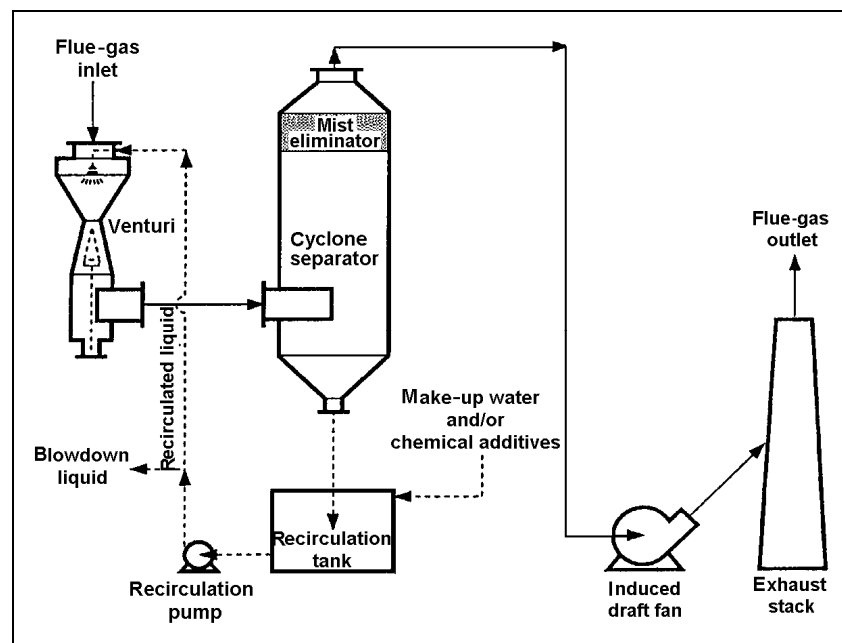 Flue-gas
inlet
Mist
eliminator
Venturi
Cyclone
separator
Flue-gas
outlet
Recirculated liquid
Make-up water
and/or
chemical additives
Blowdown
liquid
Recirculation
tank
Recirculation
pump
Induced
draft fan
Exhaust
stack